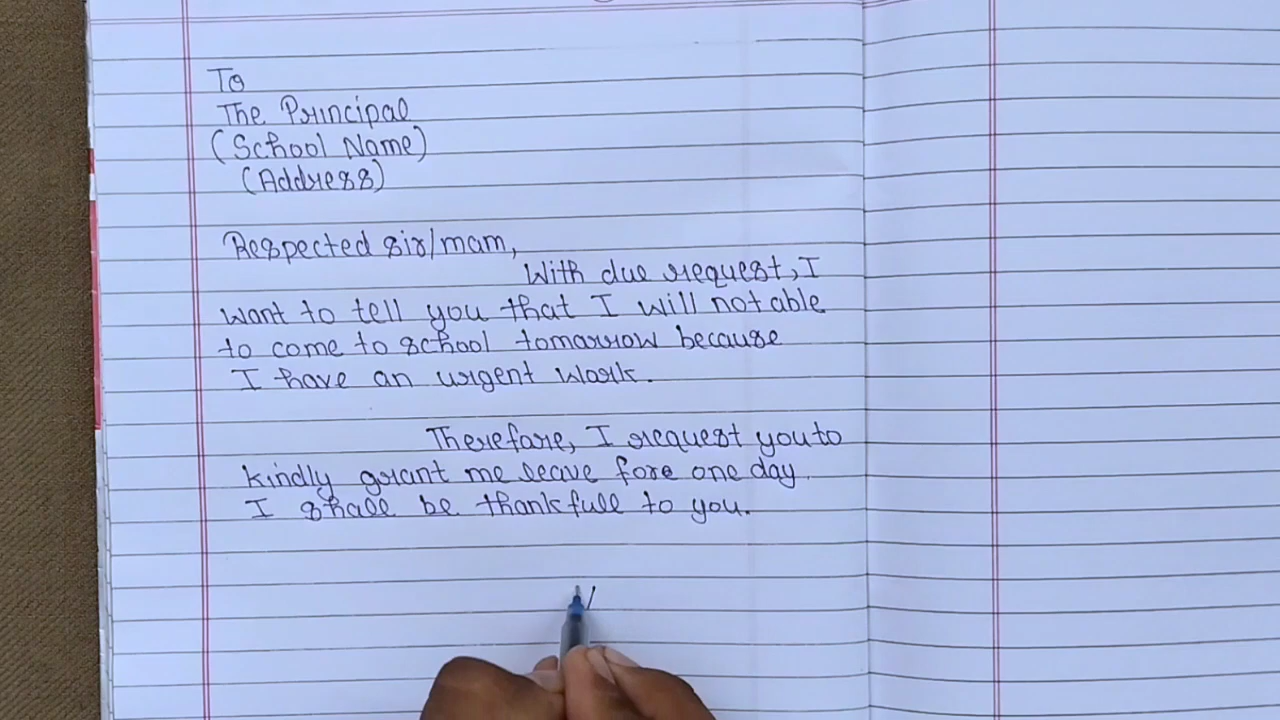 To
The Principal
(School Name)
(Address)
Respected sir/mam,
With due request, I
want to tell you that I will not able
to come to school tomorrow because
I have an urgent work.
Therefore, I request you to
kindly grant me leave fore one day.
I shall be thankfull to you.